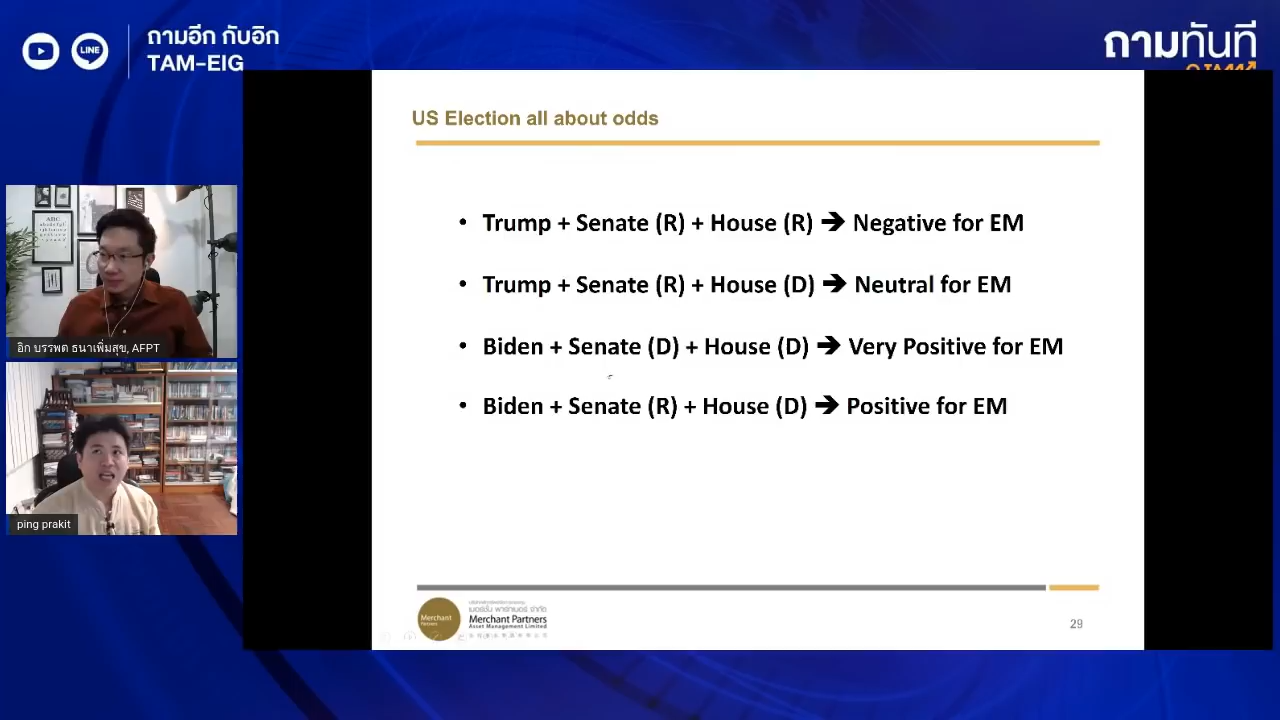 ถามอีก กับอิก
TAM-EIG
LINE
ถามทันที
US Election all about odds
• Trump + Senate (R) + House (R) ➔ Negative for EM
• Trump + Senate (R) + House (D) ➔ Neutral for EM
• Biden + Senate (D) + House (D) ➔ Very Positive for EM
• Biden + Senate (R) + House (D) ➔ Positive for EM
อิก บรรพต ธนาเพิ่มสุข, AFPT
ping prakit
Merchant
Partners
Merchant Partners
Asset Management Limited
29